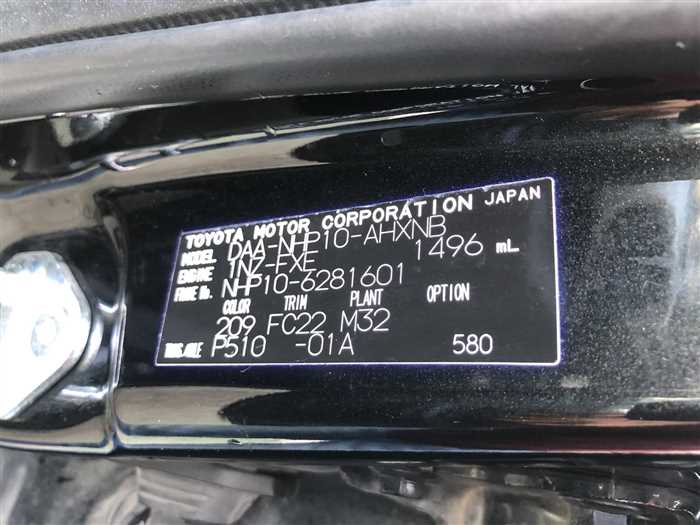 TOYOTA MOTOR CORPORATION JAPAN
MODEL DAA-NHP10-AHXNB
ENGINE 1NZ-FXE 1496 mL
FRAME No. NHP10-6281601
COLOR TRIM PLANT OPTION
209 FC22 M32
TRNS,AXLE P510 -01A 580